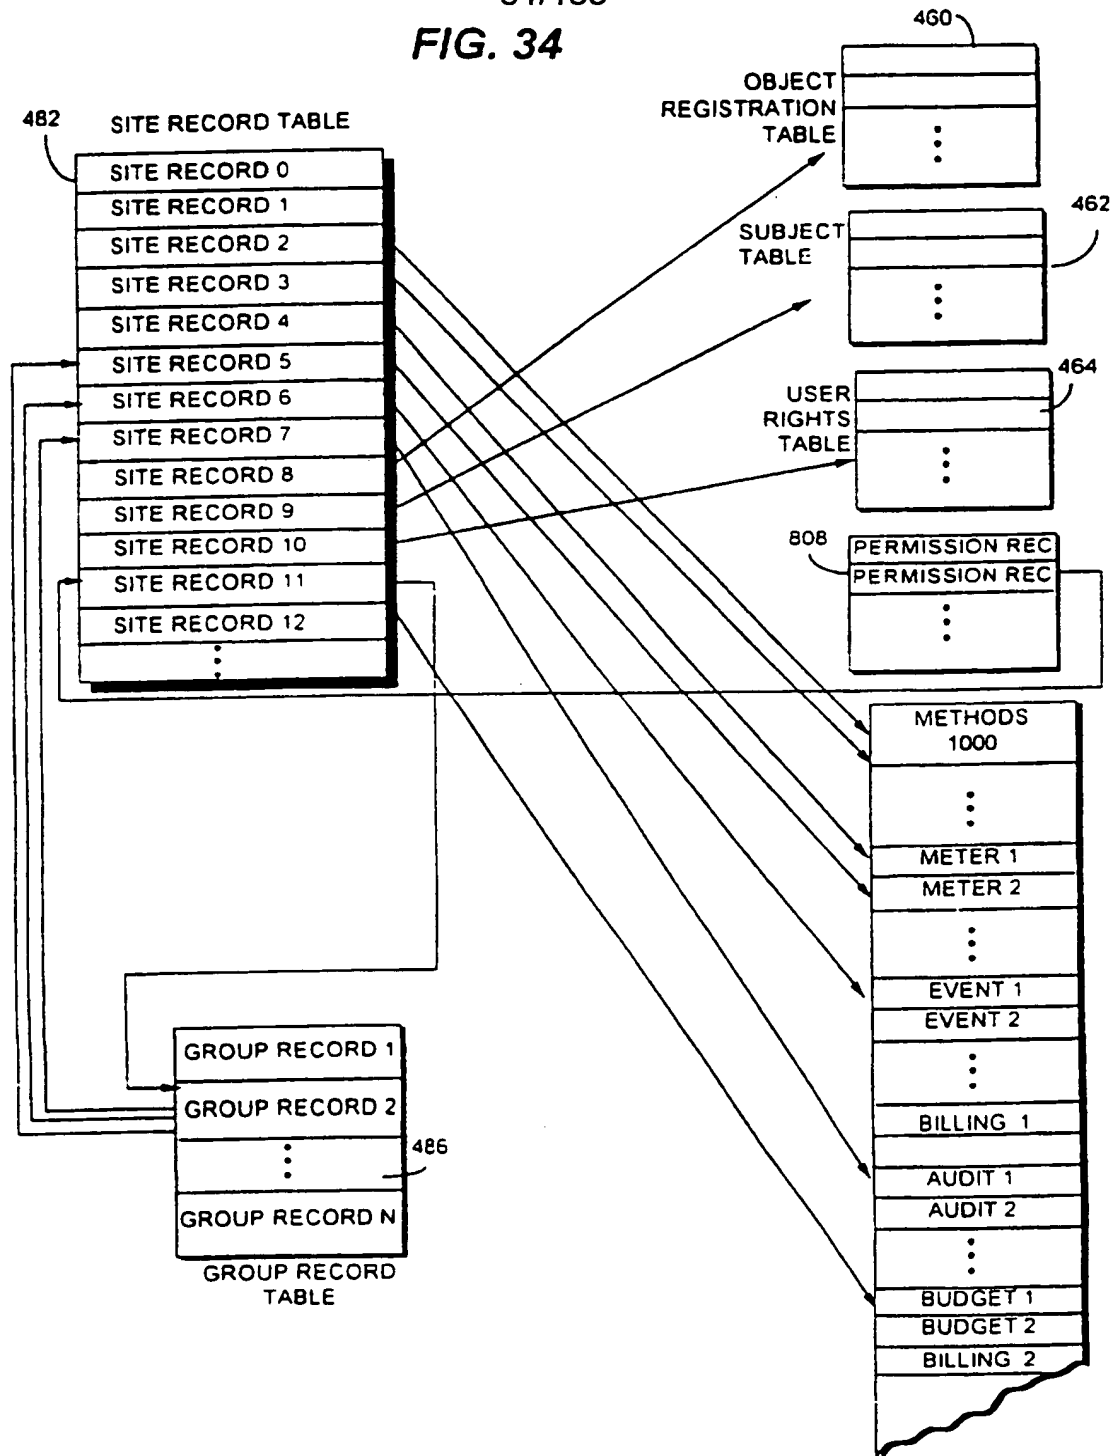 FIG. 34
460
OBJECT
REGISTRATION
TABLE
482
SITE RECORD TABLE
SITE RECORD 0
SITE RECORD 1
SITE RECORD 2
SITE RECORD 3
SITE RECORD 4
SITE RECORD 5
SITE RECORD 6
SITE RECORD 7
SITE RECORD 8
SITE RECORD 9
SITE RECORD 10
SITE RECORD 11
SITE RECORD 12
SUBJECT
TABLE
462
USER
RIGHTS
TABLE
464
808
PERMISSION REC
PERMISSION REC
METHODS
1000
METER 1
METER 2
EVENT 1
EVENT 2
BILLING 1
AUDIT 1
AUDIT 2
BUDGET 1
BUDGET 2
BILLING 2
GROUP RECORD 1
GROUP RECORD 2
486
GROUP RECORD N
GROUP RECORD
TABLE